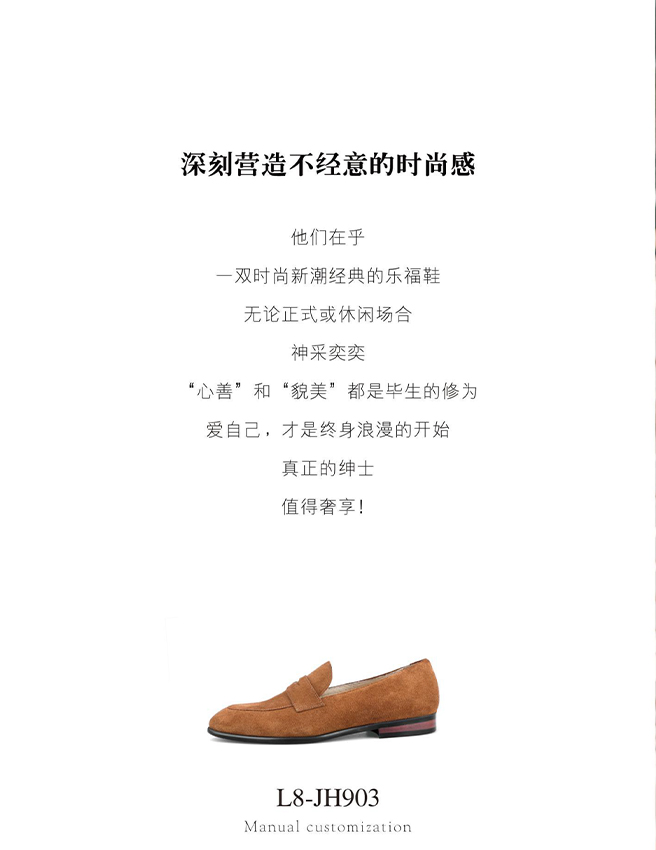 深刻营造不经意的时尚感
他们在乎
一双时尚新潮经典的乐福鞋
无论正式或休闲场合
神采奕奕
“心善”和“貌美”都是毕生的修为
爱自己，才是终身浪漫的开始
真正的绅士
值得奢享！
L8-JH903
Manual customization